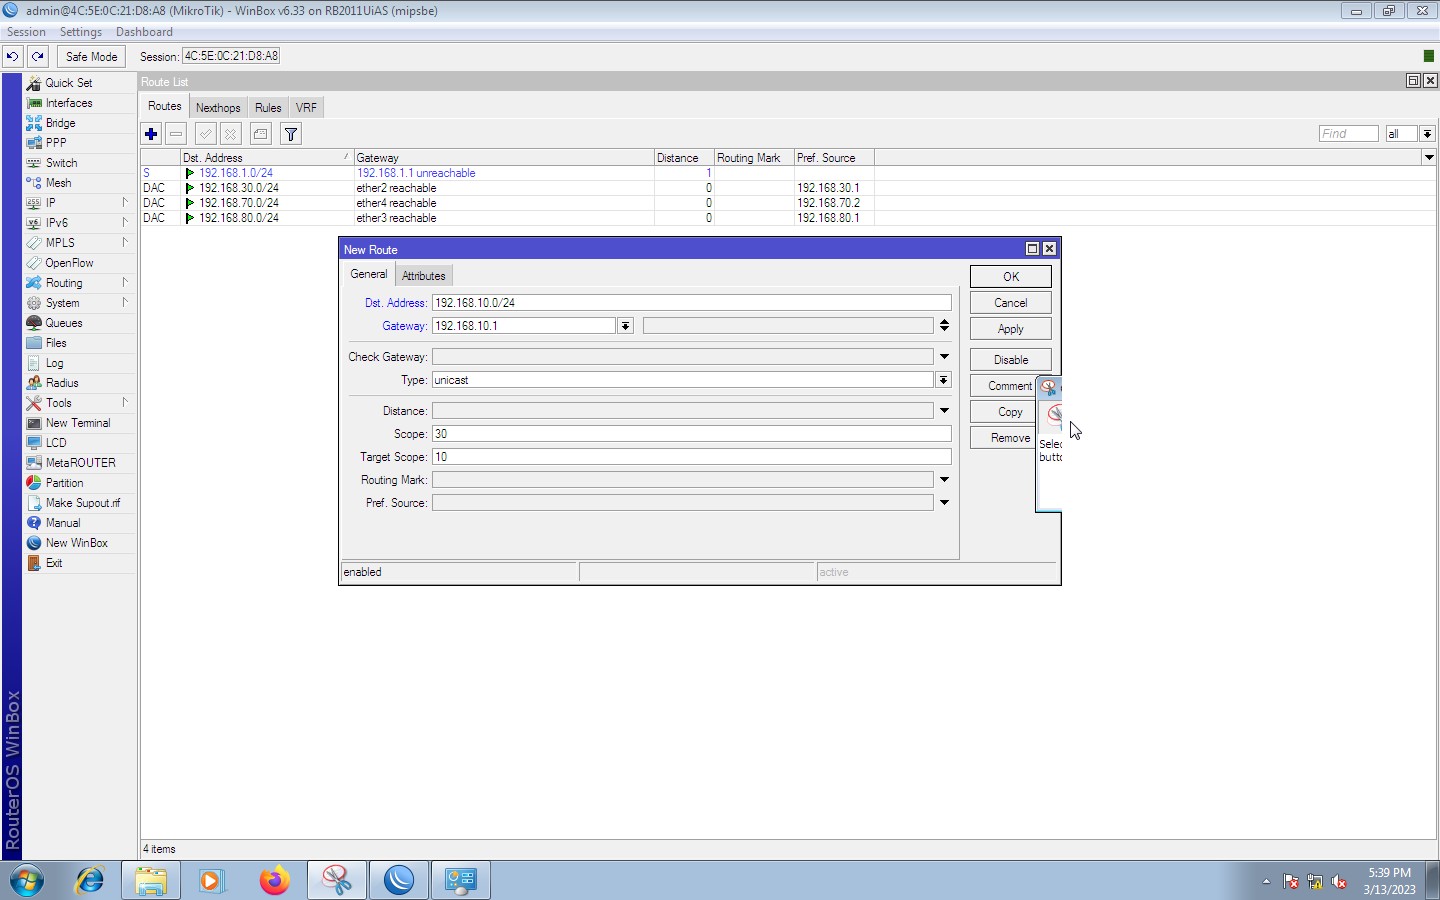 admin@4C:5E:0C:21:D8:A8 (MikroTik) - WinBox v6.33 on RB2011UiAS (mipsbe)
Session Settings Dashboard
Safe Mode Session: 4C:5E:0C:21:D8:A8
Quick Set
Interfaces
Bridge
PPP
Switch
Mesh
IP
IPv6
MPLS
OpenFlow
Routing
System
Queues
Files
Log
Radius
Tools
New Terminal
LCD
MetaROUTER
Partition
Make Supout.rif
Manual
New WinBox
Exit
RouterOS WinBox
Route List
Routes Nexthops Rules VRF
Find all
Dst. Address Gateway Distance Routing Mark Pref. Source
S 192.168.1.0/24 192.168.1.1 unreachable 1
DAC 192.168.30.0/24 ether2 reachable 0 192.168.30.1
DAC 192.168.70.0/24 ether4 reachable 0 192.168.70.2
DAC 192.168.80.0/24 ether3 reachable 0 192.168.80.1
New Route
General Attributes
Dst. Address: 192.168.10.0/24
Gateway: 192.168.10.1
Check Gateway:
Type: unicast
Distance:
Scope: 30
Target Scope: 10
Routing Mark:
Pref. Source:
OK
Cancel
Apply
Disable
Comment
Copy
Remove
Selec
butto
enabled active
4 items
5:39 PM
3/13/2023